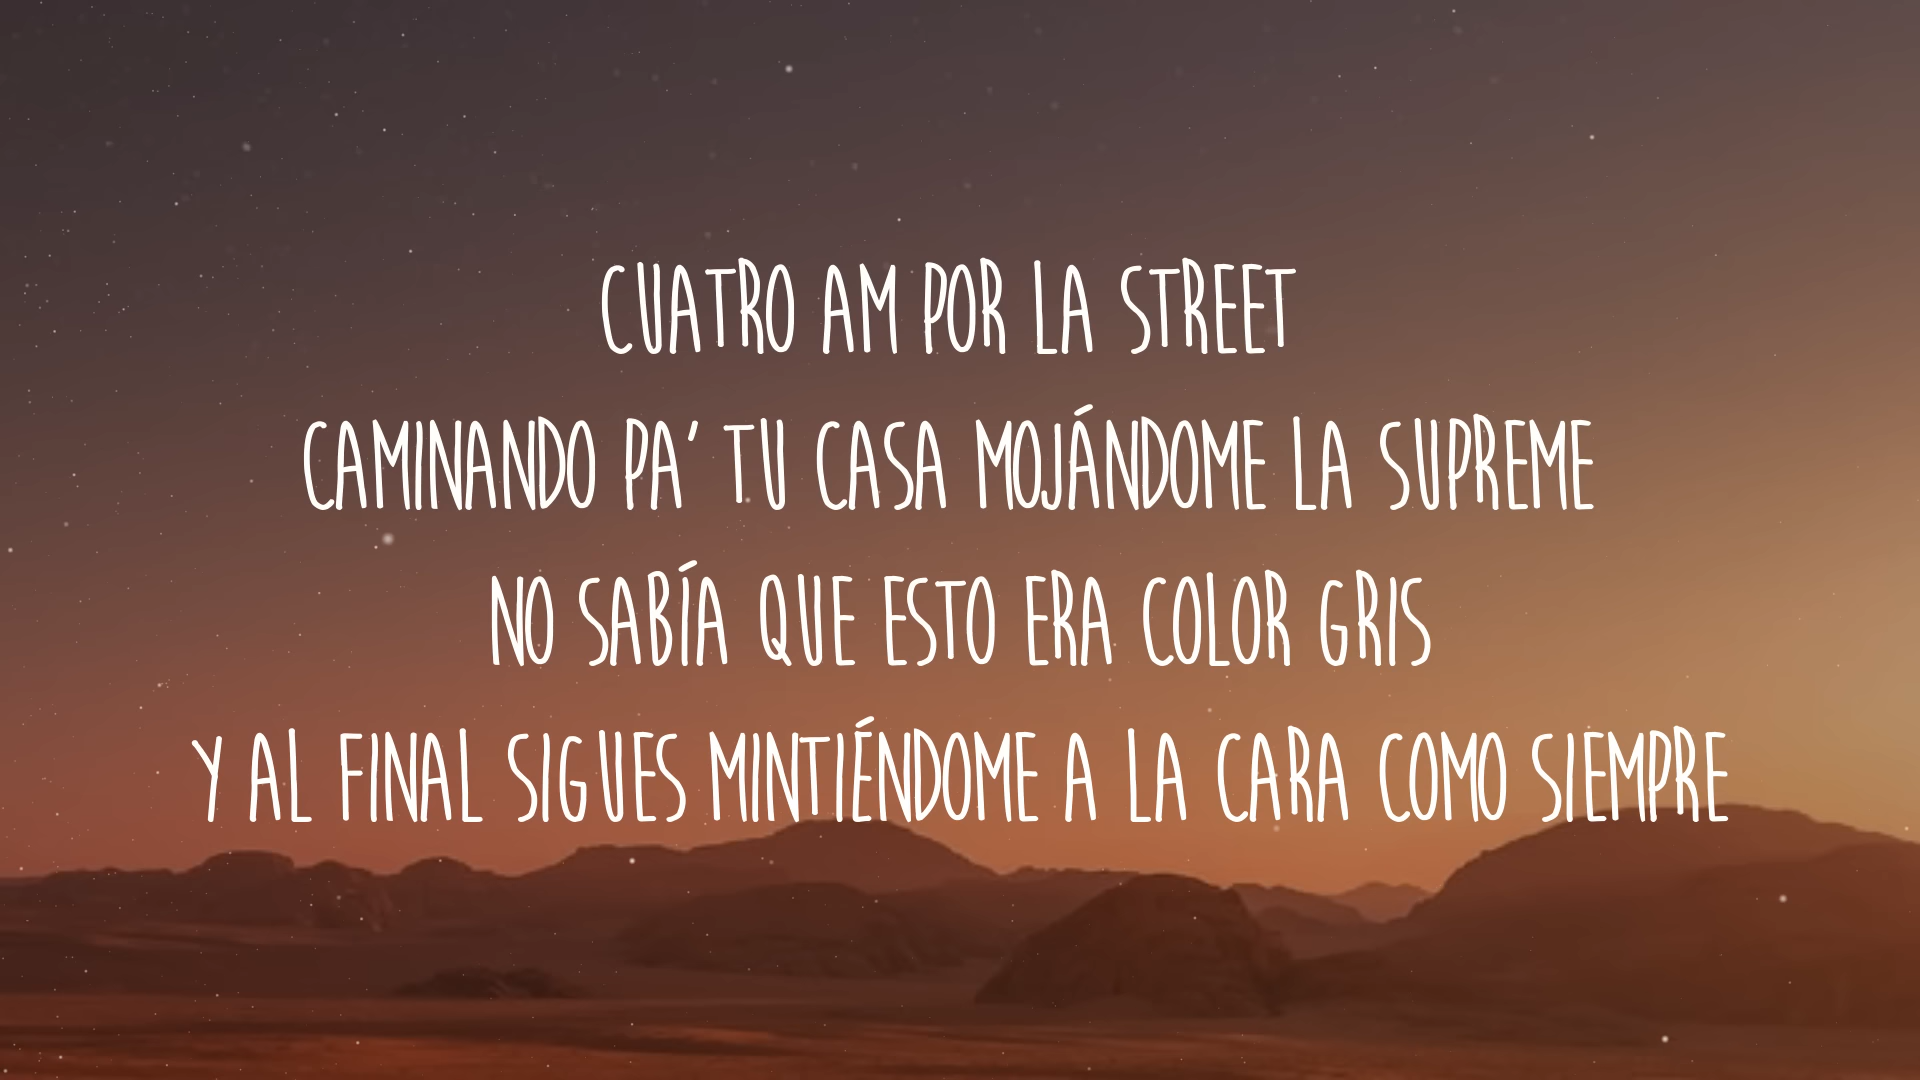 CUATRO AM POR LA STREET
CAMINANDO PA' TU CASA MOJÁNDOME LA SUPREME
NO SABÍA QUE ESTO ERA COLOR GRIS
Y AL FINAL SIGUES MINTIÉNDOME A LA CARA COMO SIEMPRE